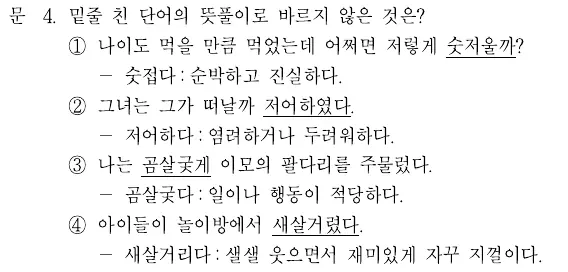 문 4. 밑줄 친 단어의 뜻풀이로 바르지 않은 것은?
① 나이도 먹을 만큼 먹었는데 어쩌면 저렇게 숫저울까?
- 숫접다 : 순박하고 진실하다.
② 그녀는 그가 떠날까 저어하였다.
- 저어하다 : 염려하거나 두려워하다.
③ 나는 곰살궂게 이모의 팔다리를 주물렀다.
- 곰살궂다 : 일이나 행동이 적당하다.
④ 아이들이 놀이방에서 새살거렸다.
- 새살거리다 : 샐샐 웃으면서 재미있게 자꾸 지껄이다.